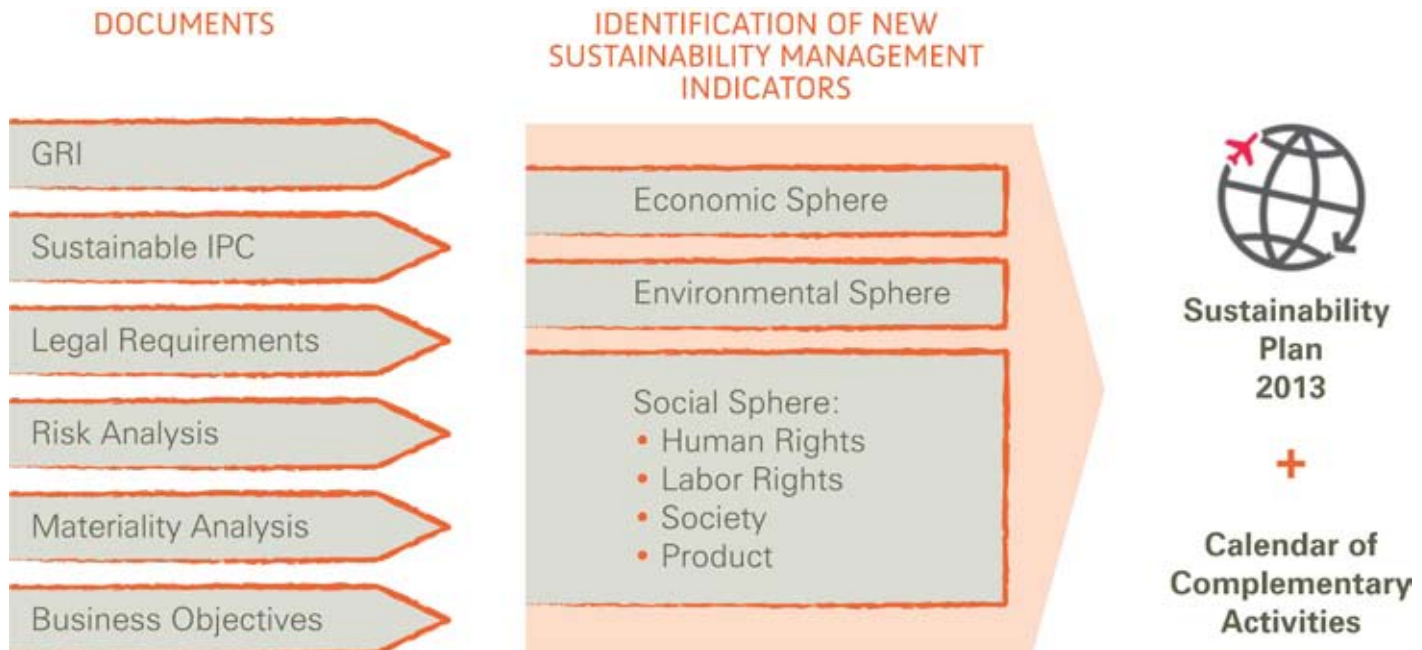 DOCUMENTS
GRI
Sustainable IPC
Legal Requirements
Risk Analysis
Materiality Analysis
Business Objectives
IDENTIFICATION OF NEW
SUSTAINABILITY MANAGEMENT
INDICATORS
Economic Sphere
Environmental Sphere
Social Sphere:
• Human Rights
• Labor Rights
• Society
• Product
Sustainability
Plan
2013
+
Calendar of
Complementary
Activities